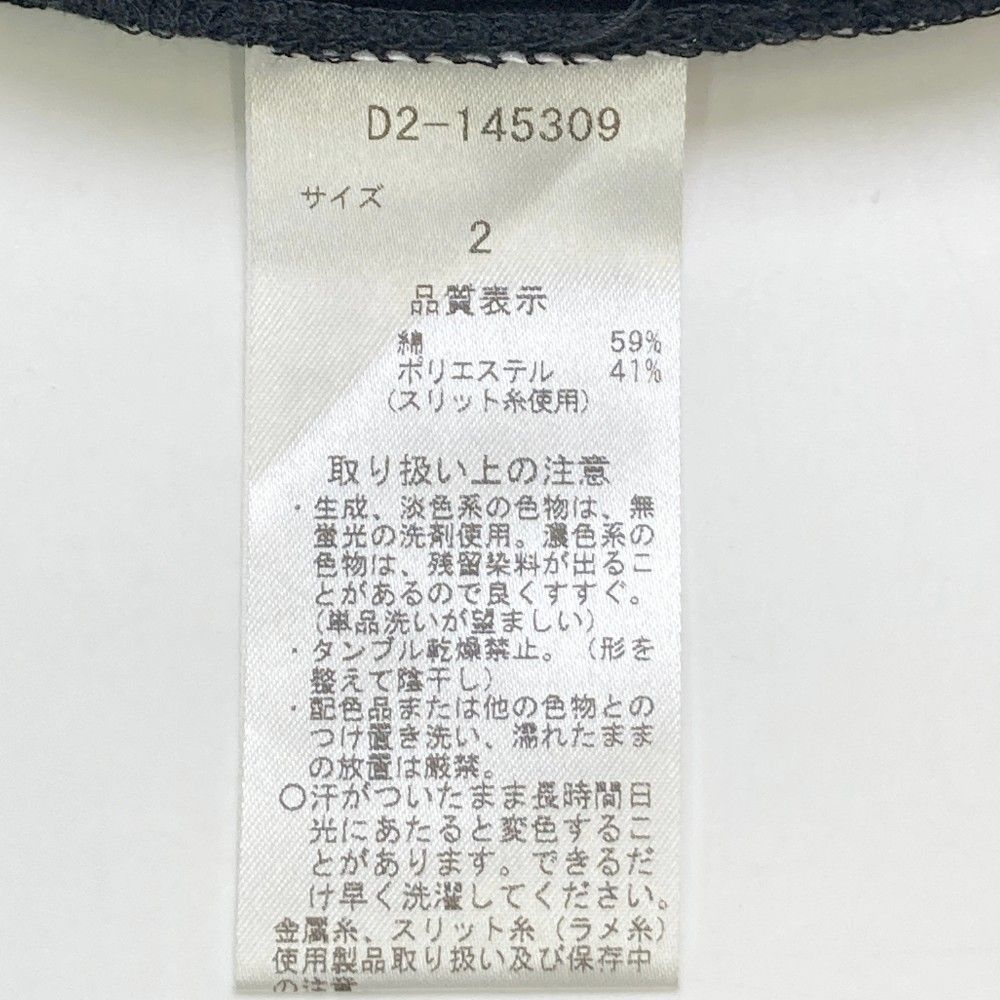 D2-145309
サイズ
2
品質表示
綿 59%
ポリエステル 41%
(スリット糸使用)
取り扱い上の注意
・生成、淡色系の色物は、無
蛍光の洗剤使用。濃色系の
色物は、残留染料が出るこ
とがあるので良くすすぐ。
(単品洗いが望ましい)
・タンブル乾燥禁止。(形を
整えて陰干し)
・配色品または他の色物との
つけ置き洗い、濡れたまま
の放置は厳禁。
○汗がついたまま長時間日
光にあたると変色するこ
とがあります。できるだ
け早く洗濯してください。
金属糸、スリット糸(ラメ糸)
使用製品取り扱い及び保存中
の注意